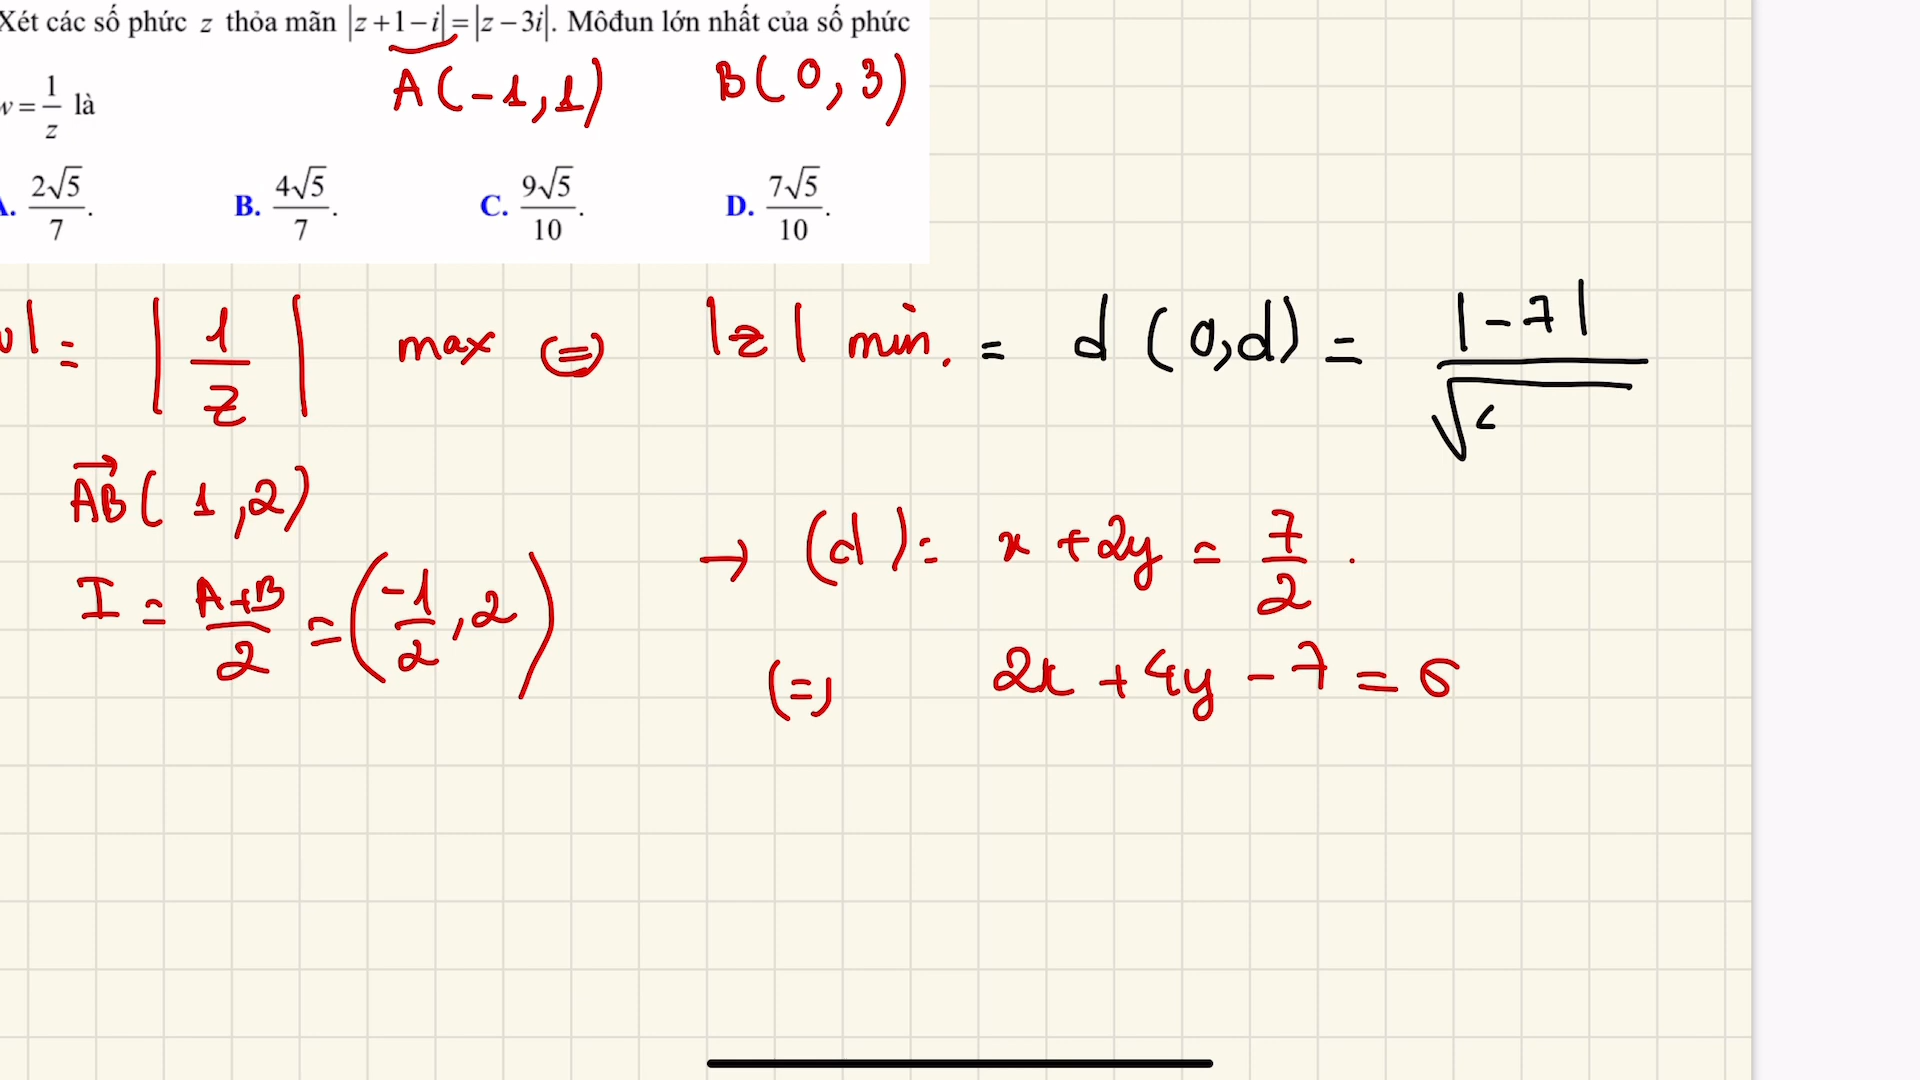 Xét các số phức z thỏa mãn |z+1−i|=|z−3i|. Môđun lớn nhất của số phức
A(-1,1) B(0,3)
w=1/z là
A. 2√5/7. B. 4√5/7. C. 9√5/10. D. 7√5/10.
|w| = |1/z| max (=) |z| min. = d(0,d) = |-7|/√
AB→(1,2)
→ (d): x+2y = 7/2.
I = A+B/2 = (-1/2,2)
(=) 2x+4y-7=0